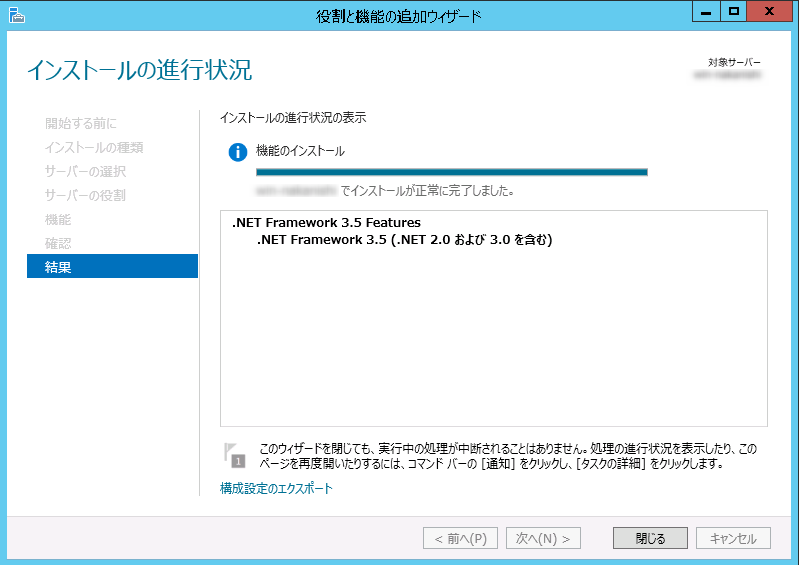 役割と機能の追加ウィザード
インストールの進行状況
対象サーバー
開始する前に
インストールの種類
サーバーの選択
サーバーの役割
機能
確認
結果
インストールの進行状況の表示
機能のインストール
でインストールが正常に完了しました。
.NET Framework 3.5 Features
.NET Framework 3.5 (.NET 2.0 および 3.0 を含む)
1
このウィザードを閉じても、実行中の処理が中断されることはありません。処理の進行状況を表示したり、この
ページを再度開いたりするには、コマンド バーの [通知] をクリックし、[タスクの詳細] をクリックします。
構成設定のエクスポート
< 前へ(P)
次へ(N) >
閉じる
キャンセル